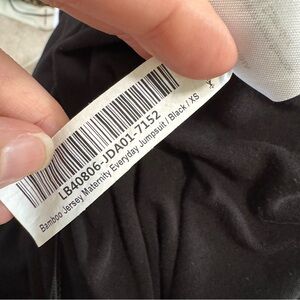 LB40806-JDA01-7152
Bamboo Jersey Maternity Everyday Jumpsuit / Black / XS